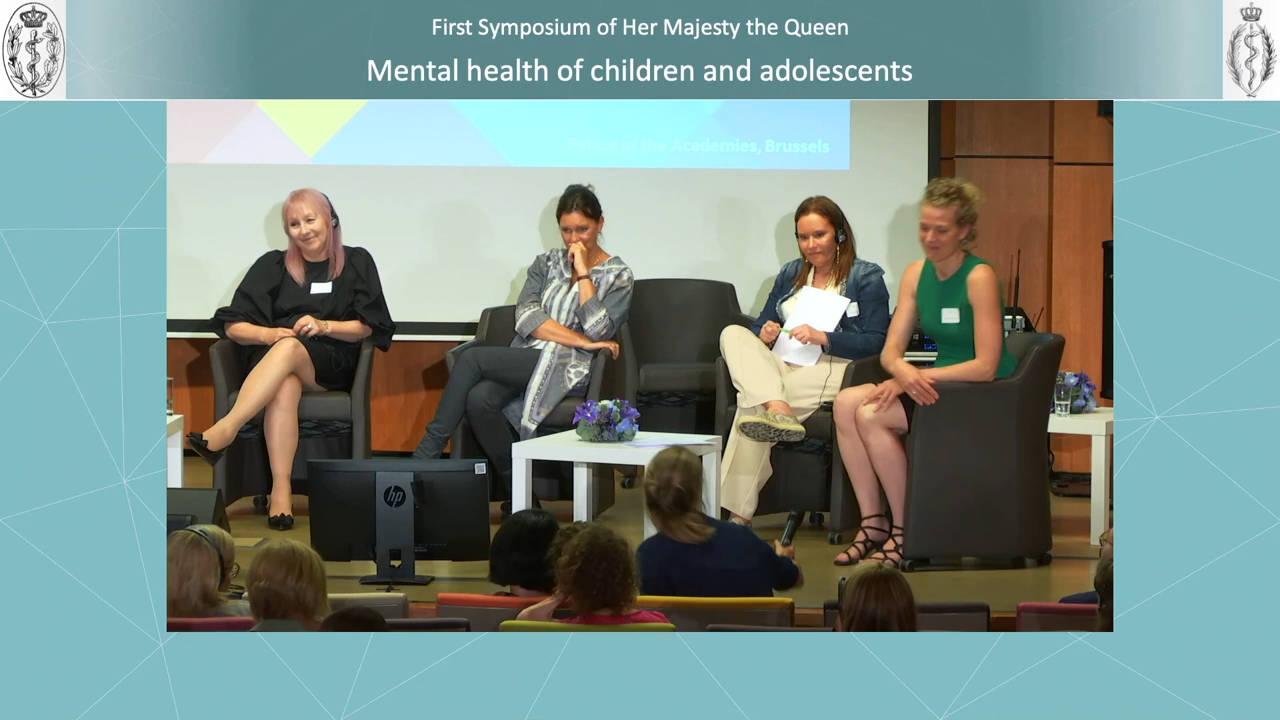 First Symposium of Her Majesty the Queen
Mental health of children and adolescents
Palace of the Academies, Brussels
hp